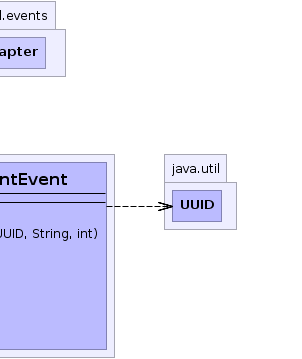 l.events
apter
java.util
ntEvent
UUID
UUID, String, int)